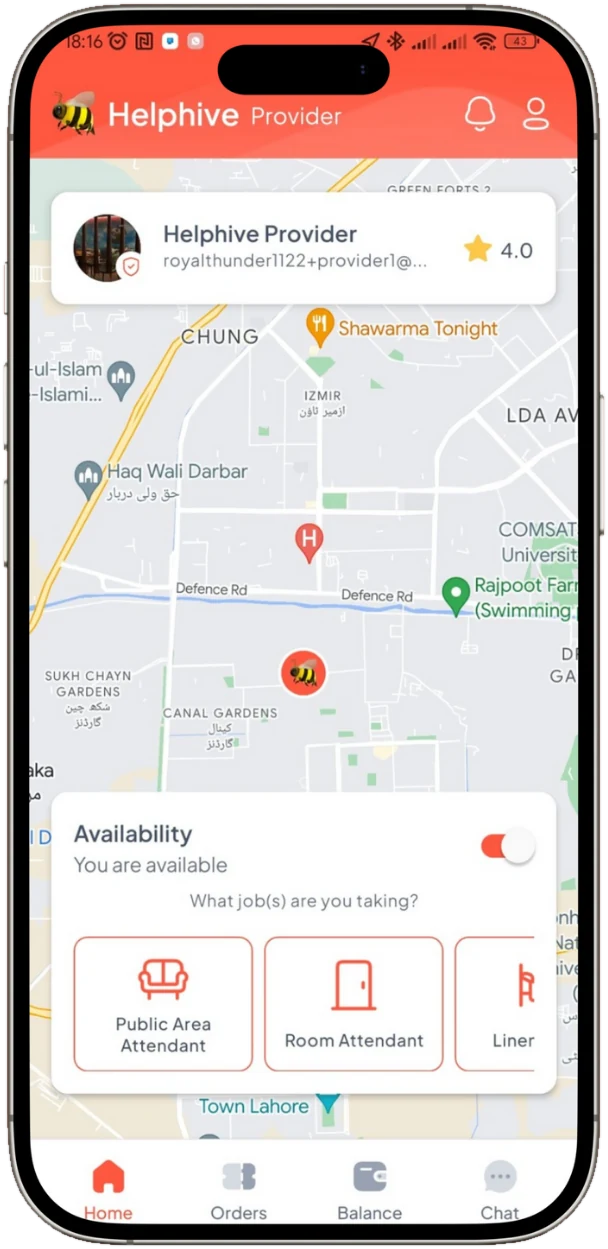 18:16
43
Helphive Provider
GREEN FORTS 2
Helphive Provider
royalthunder1122+provider1@...
4.0
CHUNG
Shawarma Tonight
-ul-Islam
-Islami...
IZMIR
ازمیر ٹاؤن
LDA AV
Haq Wali Darbar
حق ولی دربار
H
COMSAT
Universit
Defence Rd
Defence Rd
Rajpoot Far
(Swimming
SUKH CHAYN
GARDENS
سکھ چین
گارڈنز
CANAL GARDENS
کینال
گارڈنز
GA
aka
Availability
You are available
What job(s) are you taking?
Public Area
Attendant
Room Attendant
Liner
Town Lahore
Home
Orders
Balance
Chat